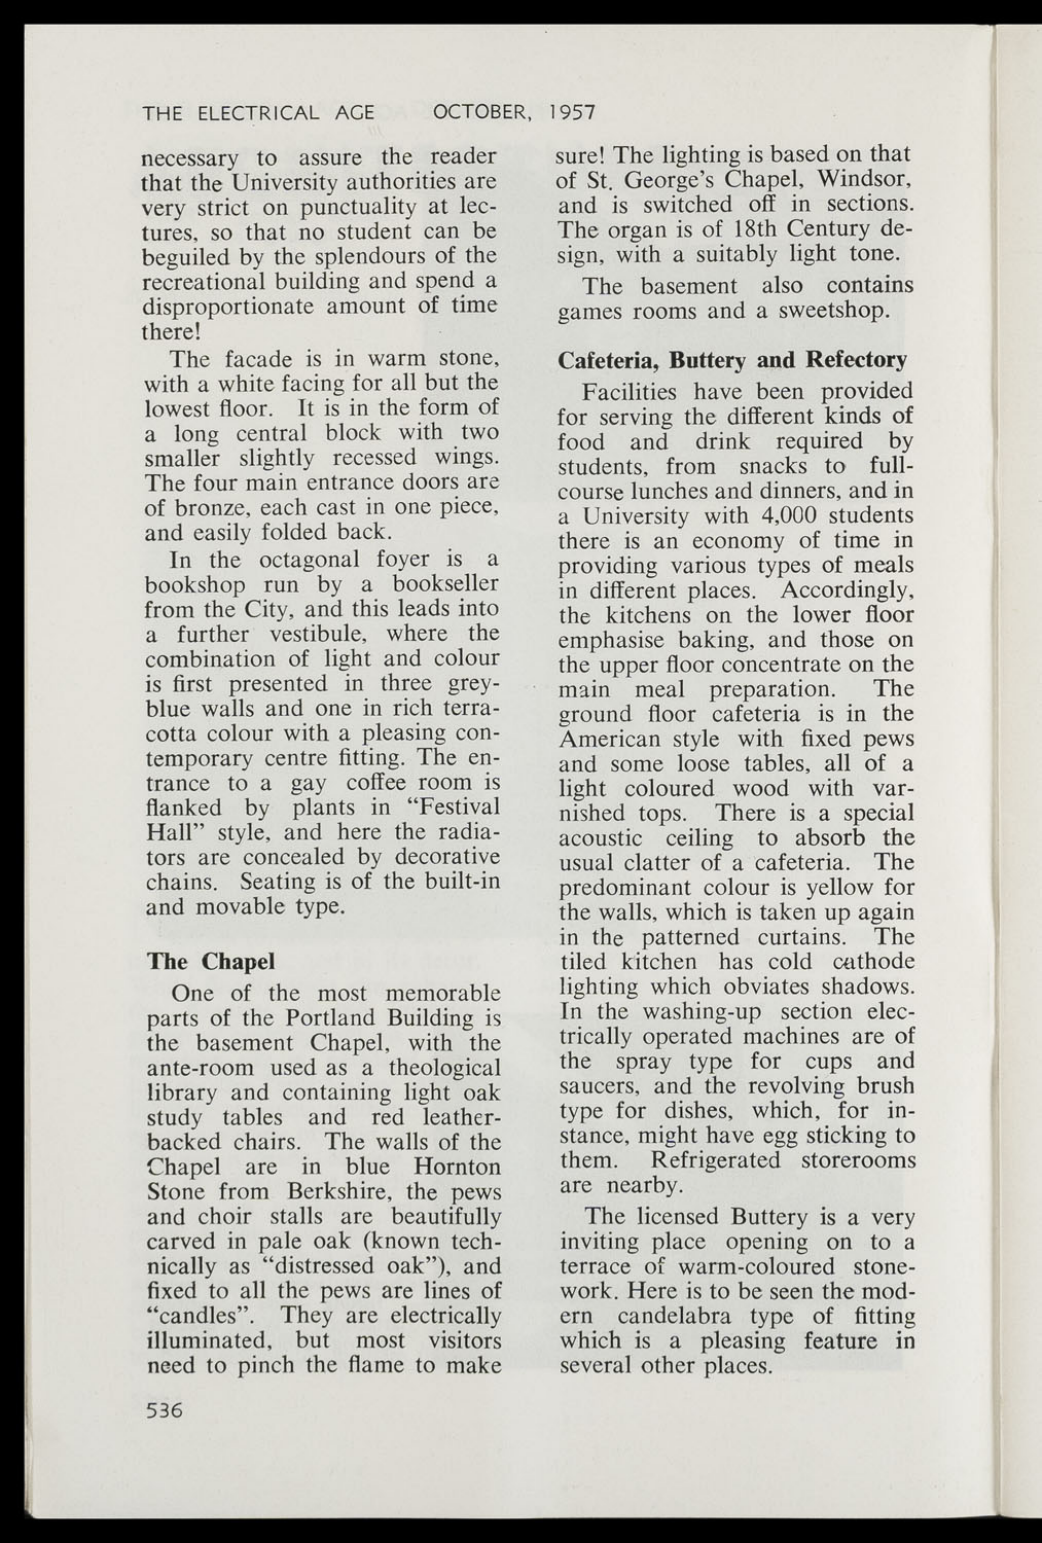 THE ELECTRICAL AGE OCTOBER, 1957
necessary to assure the reader
that the University authorities are
very strict on punctuality at lec-
tures, so that no student can be
beguiled by the splendours of the
recreational building and spend a
disproportionate amount of time
there!
The facade is in warm stone,
with a white facing for all but the
lowest floor. It is in the form of
a long central block with two
smaller slightly recessed wings.
The four main entrance doors are
of bronze, each cast in one piece,
and easily folded back.
In the octagonal foyer is a
bookshop run by a bookseller
from the City, and this leads into
a further vestibule, where the
combination of light and colour
is first presented in three grey-
blue walls and one in rich terra-
cotta colour with a pleasing con-
temporary centre fitting. The en-
trance to a gay coffee room is
flanked by plants in “Festival
Hall” style, and here the radia-
tors are concealed by decorative
chains. Seating is of the built-in
and movable type.
The Chapel
One of the most memorable
parts of the Portland Building is
the basement Chapel, with the
ante-room used as a theological
library and containing light oak
study tables and red leather-
backed chairs. The walls of the
Chapel are in blue Hornton
Stone from Berkshire, the pews
and choir stalls are beautifully
carved in pale oak (known tech-
nically as “distressed oak”), and
fixed to all the pews are lines of
“candles”. They are electrically
illuminated, but most visitors
need to pinch the flame to make
sure! The lighting is based on that
of St. George’s Chapel, Windsor,
and is switched off in sections.
The organ is of 18th Century de-
sign, with a suitably light tone.
The basement also contains
games rooms and a sweetshop.
Cafeteria, Buttery and Refectory
Facilities have been provided
for serving the different kinds of
food and drink required by
students, from snacks to full-
course lunches and dinners, and in
a University with 4,000 students
there is an economy of time in
providing various types of meals
in different places. Accordingly,
the kitchens on the lower floor
emphasise baking, and those on
the upper floor concentrate on the
main meal preparation. The
ground floor cafeteria is in the
American style with fixed pews
and some loose tables, all of a
light coloured wood with var-
nished tops. There is a special
acoustic ceiling to absorb the
usual clatter of a cafeteria. The
predominant colour is yellow for
the walls, which is taken up again
in the patterned curtains. The
tiled kitchen has cold cathode
lighting which obviates shadows.
In the washing-up section elec-
trically operated machines are of
the spray type for cups and
saucers, and the revolving brush
type for dishes, which, for in-
stance, might have egg sticking to
them. Refrigerated storerooms
are nearby.
The licensed Buttery is a very
inviting place opening on to a
terrace of warm-coloured stone-
work. Here is to be seen the mod-
ern candelabra type of fitting
which is a pleasing feature in
several other places.
536